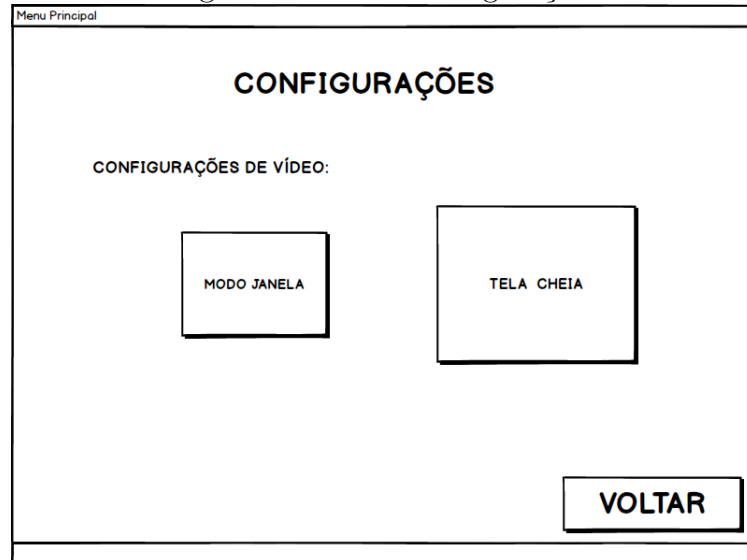 Menu Principal
CONFIGURAÇÕES
CONFIGURAÇÕES DE VÍDEO:
MODO JANELA
TELA CHEIA
VOLTAR